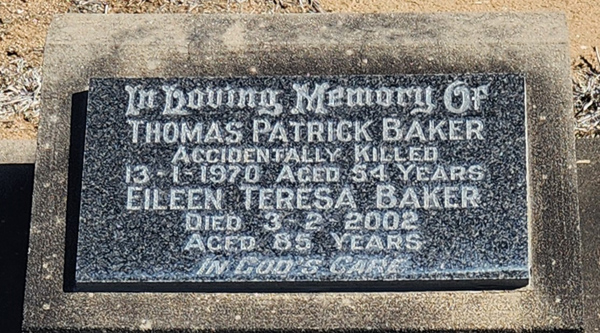 In Loving Memory Of
THOMAS PATRICK BAKER
ACCIDENTALLY KILLED
13-1-1970 AGED 54 YEARS
EILEEN TERESA BAKER
DIED 3-2-2002
AGED 85 YEARS
IN GOD'S CARE